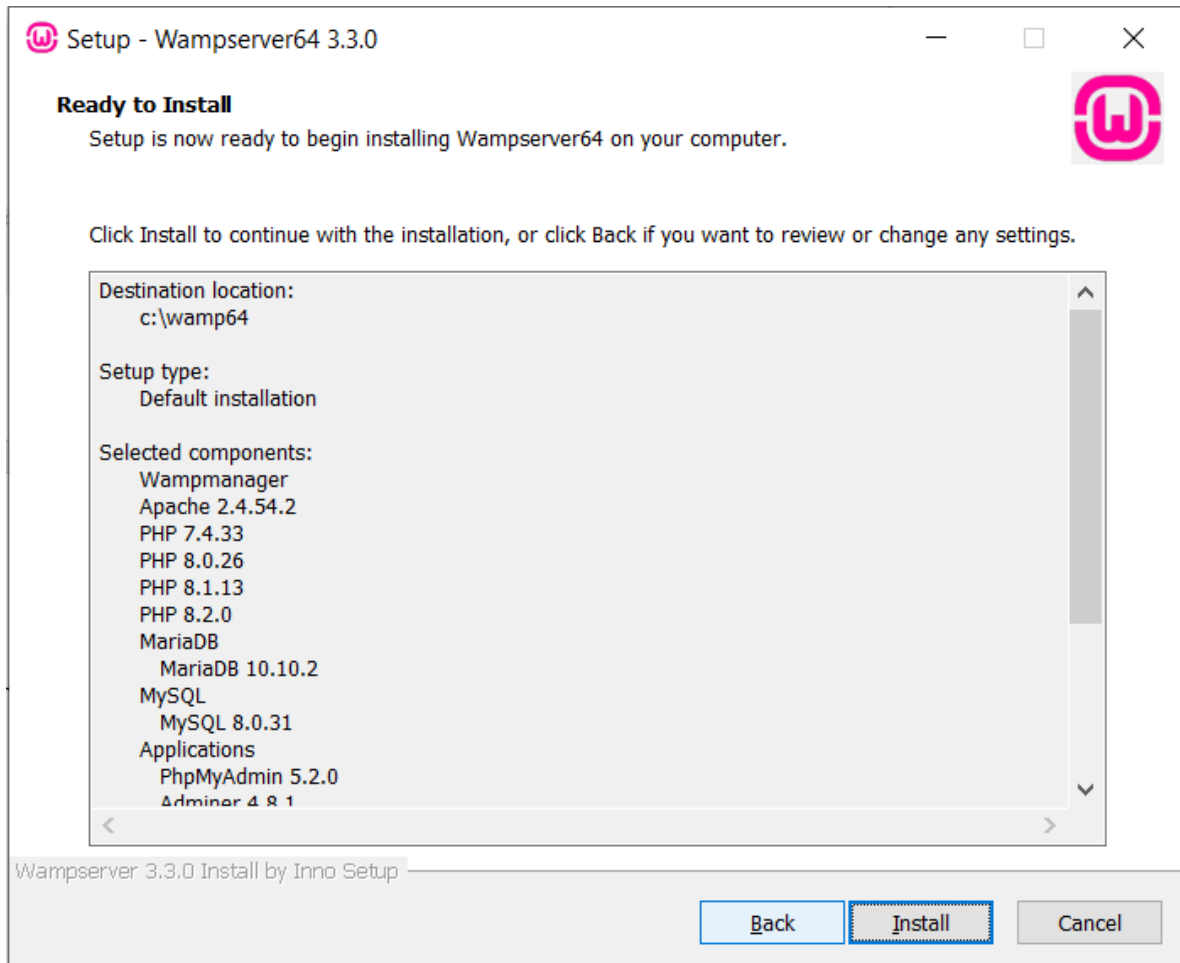 Setup - Wampserver64 3.3.0
Ready to Install
Setup is now ready to begin installing Wampserver64 on your computer.
Click Install to continue with the installation, or click Back if you want to review or change any settings.
Destination location:
c:\wamp64
Setup type:
Default installation
Selected components:
Wampmanager
Apache 2.4.54.2
PHP 7.4.33
PHP 8.0.26
PHP 8.1.13
PHP 8.2.0
MariaDB
MariaDB 10.10.2
MySQL
MySQL 8.0.31
Applications
PhpMyAdmin 5.2.0
Adminer 4.8.1
Wampserver 3.3.0 Install by Inno Setup
Back Install Cancel